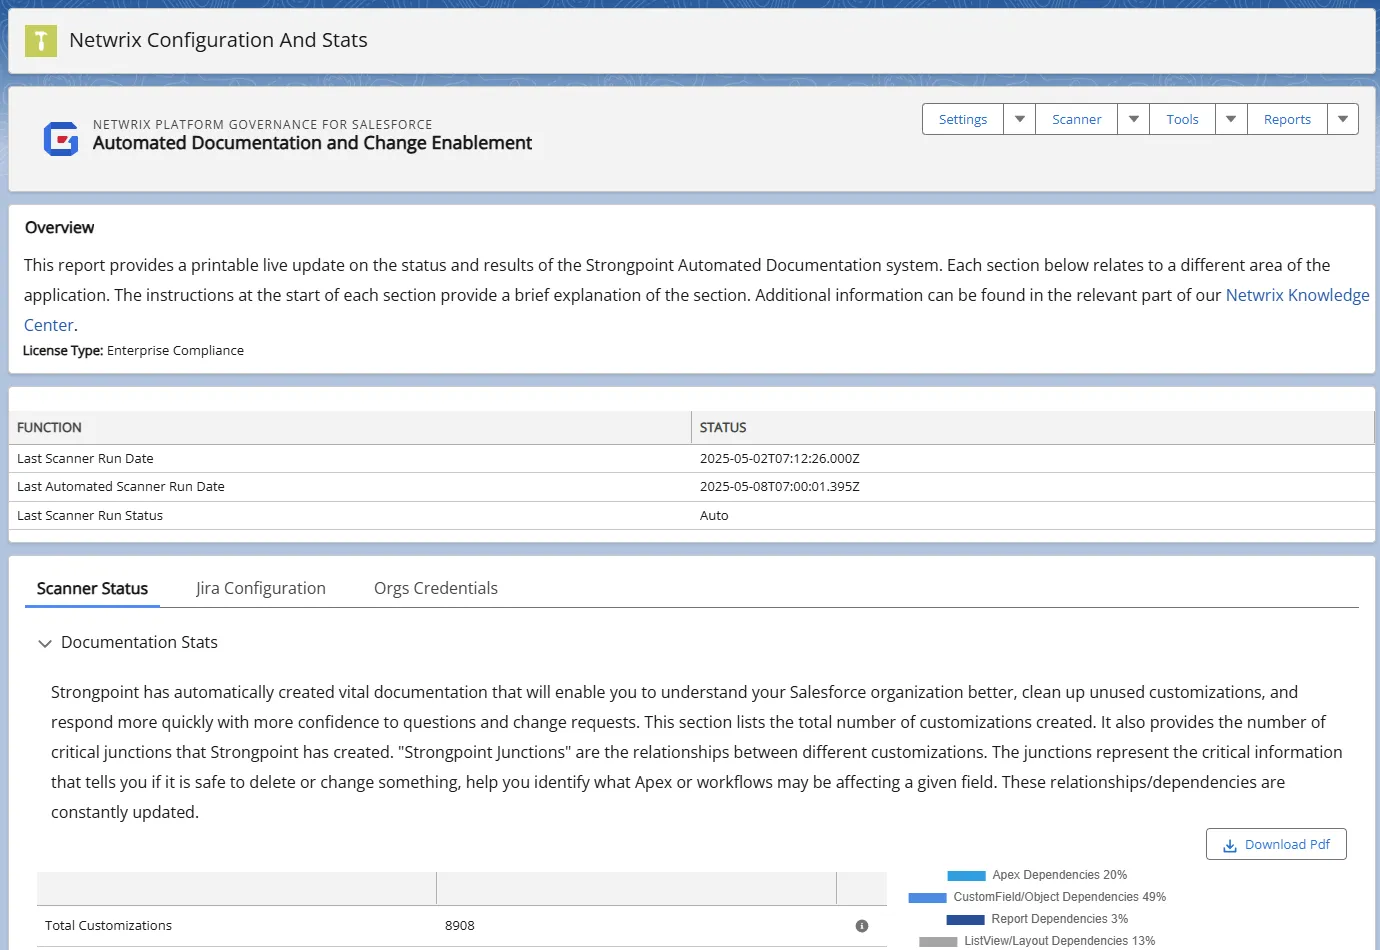 Netwrix Configuration And Stats
NETWRIX PLATFORM GOVERNANCE FOR SALESFORCE
Automated Documentation and Change Enablement
Settings Scanner Tools Reports
Overview
This report provides a printable live update on the status and results of the Strongpoint Automated Documentation system. Each section below relates to a different area of the
application. The instructions at the start of each section provide a brief explanation of the section. Additional information can be found in the relevant part of our Netwrix Knowledge
Center.
License Type: Enterprise Compliance
FUNCTION STATUS
Last Scanner Run Date 2025-05-02T07:12:26.000Z
Last Automated Scanner Run Date 2025-05-08T07:00:01.395Z
Last Scanner Run Status Auto
Scanner Status Jira Configuration Orgs Credentials
Documentation Stats
Strongpoint has automatically created vital documentation that will enable you to understand your Salesforce organization better, clean up unused customizations, and
respond more quickly with more confidence to questions and change requests. This section lists the total number of customizations created. It also provides the number of
critical junctions that Strongpoint has created. "Strongpoint Junctions" are the relationships between different customizations. The junctions represent the critical information
that tells you if it is safe to delete or change something, help you identify what Apex or workflows may be affecting a given field. These relationships/dependencies are
constantly updated.
Download Pdf
Total Customizations 8908
Apex Dependencies 20%
CustomField/Object Dependencies 49%
Report Dependencies 3%
ListView/Layout Dependencies 13%